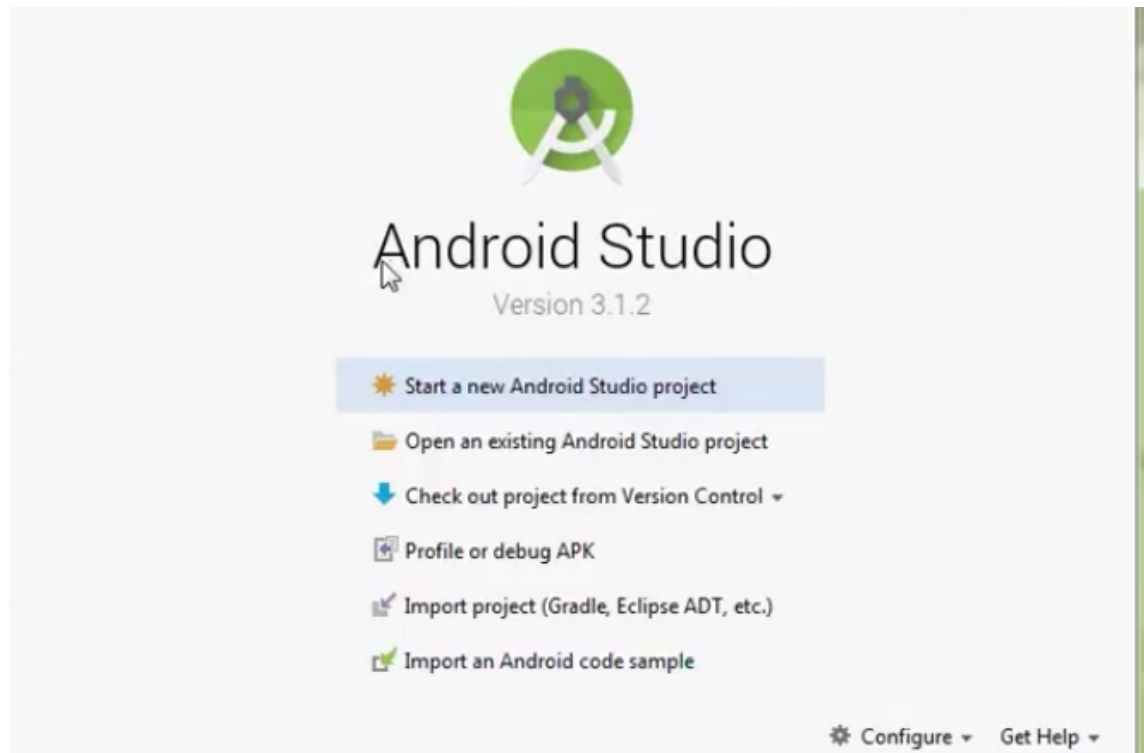 Android Studio
Version 3.1.2
Start a new Android Studio project
Open an existing Android Studio project
Check out project from Version Control
Profile or debug APK
Import project (Gradle, Eclipse ADT, etc.)
Import an Android code sample
Configure Get Help